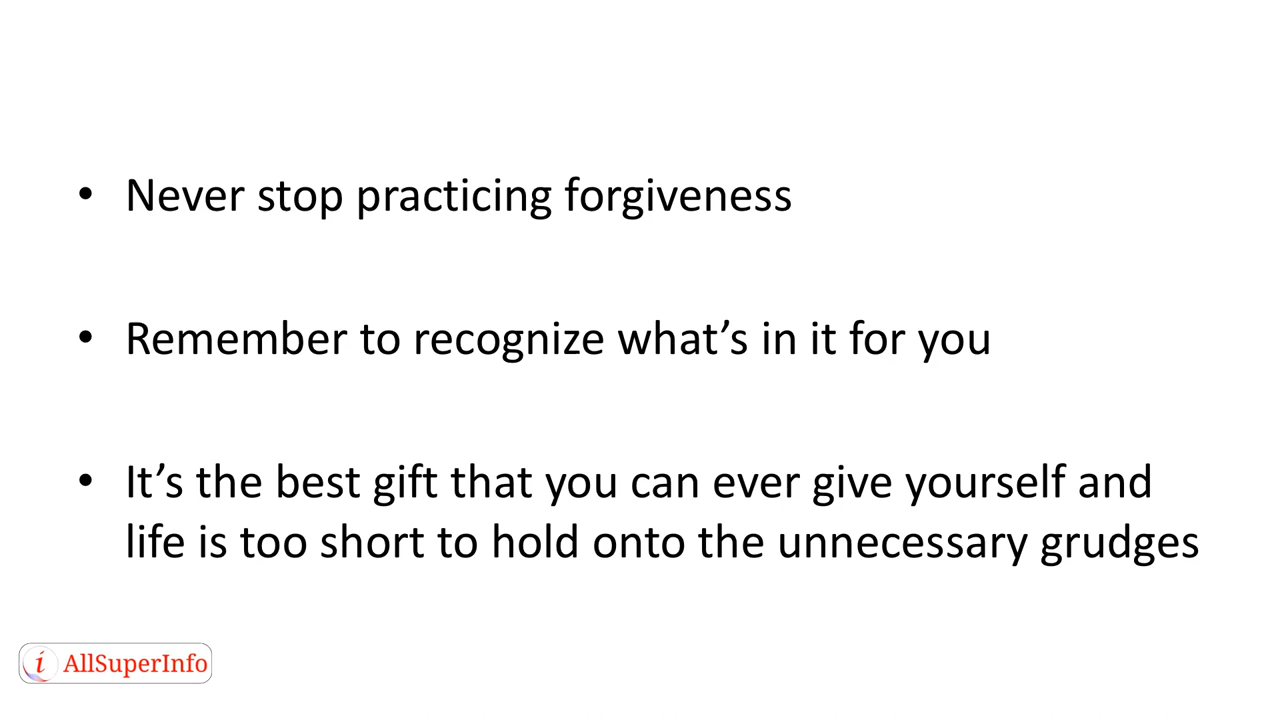 • Never stop practicing forgiveness
• Remember to recognize what’s in it for you
• It’s the best gift that you can ever give yourself and
life is too short to hold onto the unnecessary grudges
i AllSuperInfo